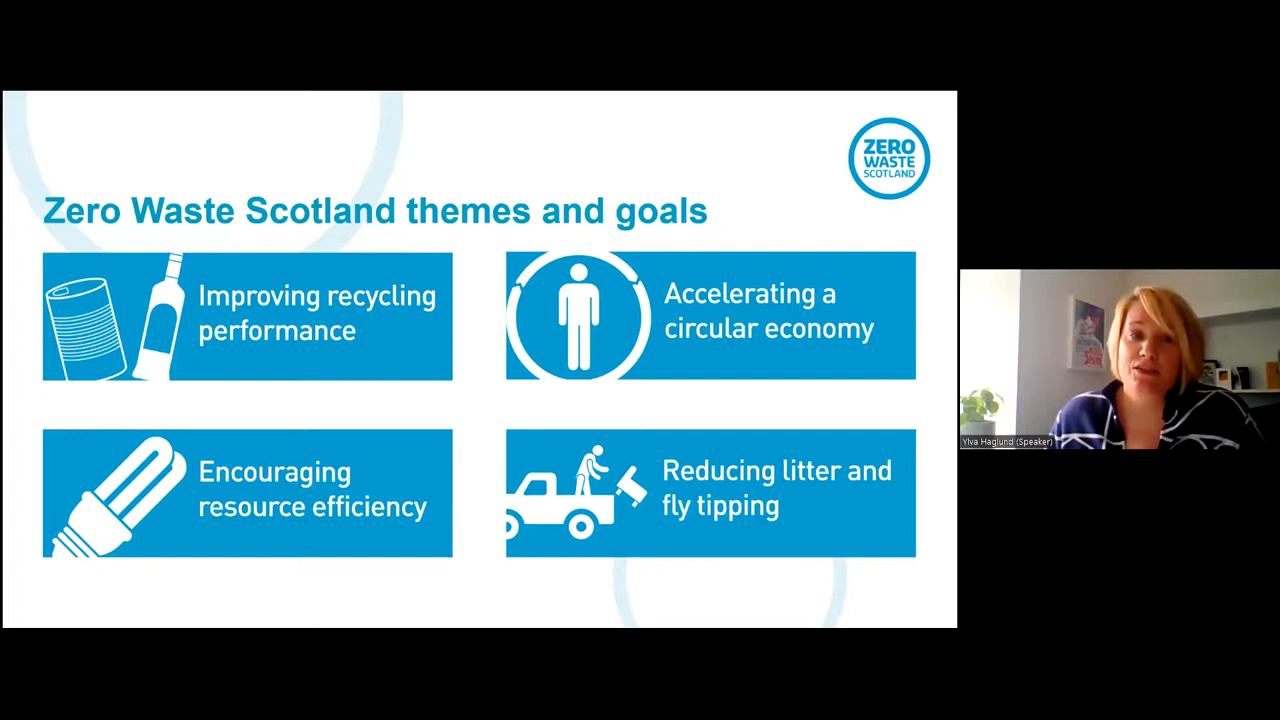 ZERO
WASTE
SCOTLAND
Zero Waste Scotland themes and goals
Improving recycling
performance
Accelerating a
circular economy
Encouraging
resource efficiency
Reducing litter and
fly tipping
Ylva Haglund (Speaker)